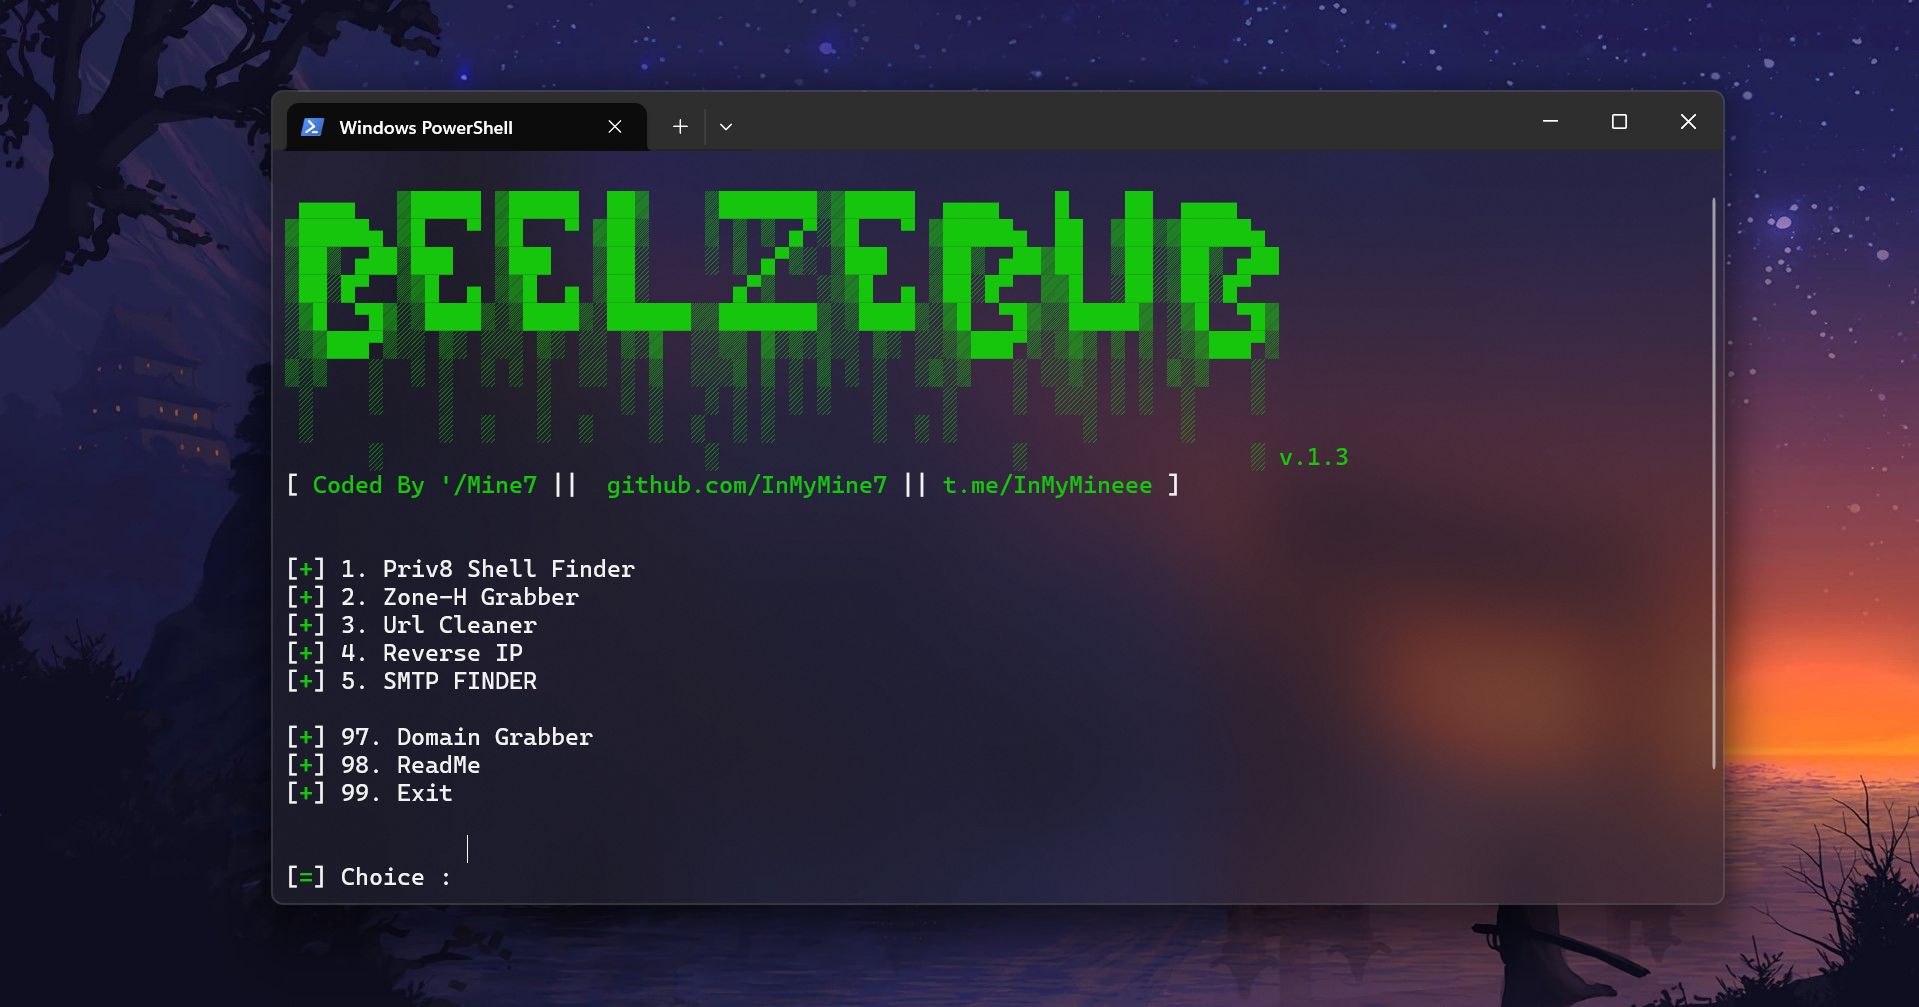 Windows PowerShell
BEELZEBUB
v.1.3
[ Coded By '/Mine7 ||  github.com/InMyMine7 || t.me/InMyMineee ]
[+] 1. Priv8 Shell Finder
[+] 2. Zone-H Grabber
[+] 3. Url Cleaner
[+] 4. Reverse IP
[+] 5. SMTP FINDER
[+] 97. Domain Grabber
[+] 98. ReadMe
[+] 99. Exit
[=] Choice :